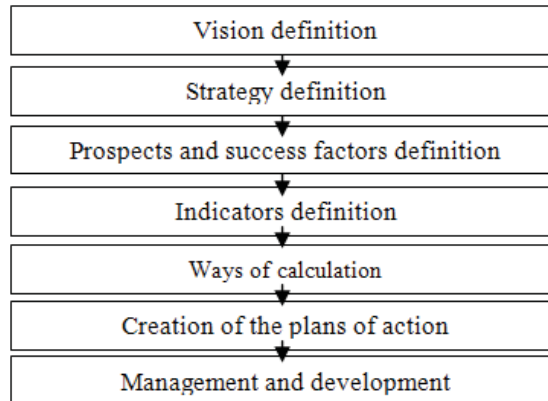 Vision definition
Strategy definition
Prospects and success factors definition
Indicators definition
Ways of calculation
Creation of the plans of action
Management and development